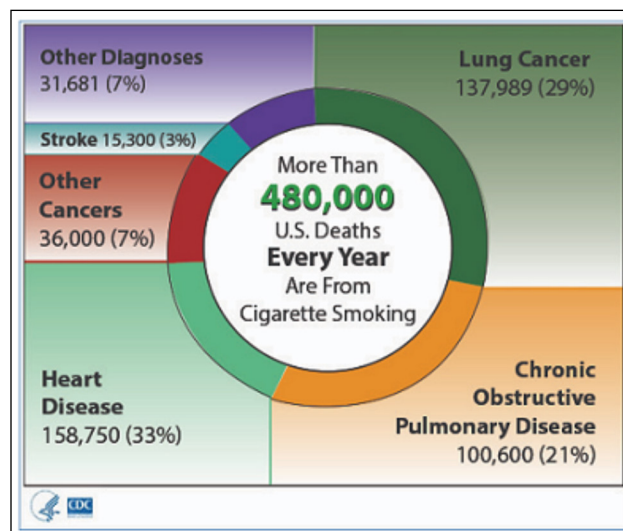 Other Diagnoses
31,681 (7%)
Lung Cancer
137,989 (29%)
Stroke 15,300 (3%)
Other
Cancers
36,000 (7%)
More Than
480,000
U.S. Deaths
Every Year
Are From
Cigarette Smoking
Heart
Disease
158,750 (33%)
Chronic
Obstructive
Pulmonary Disease
100,600 (21%)
CDC